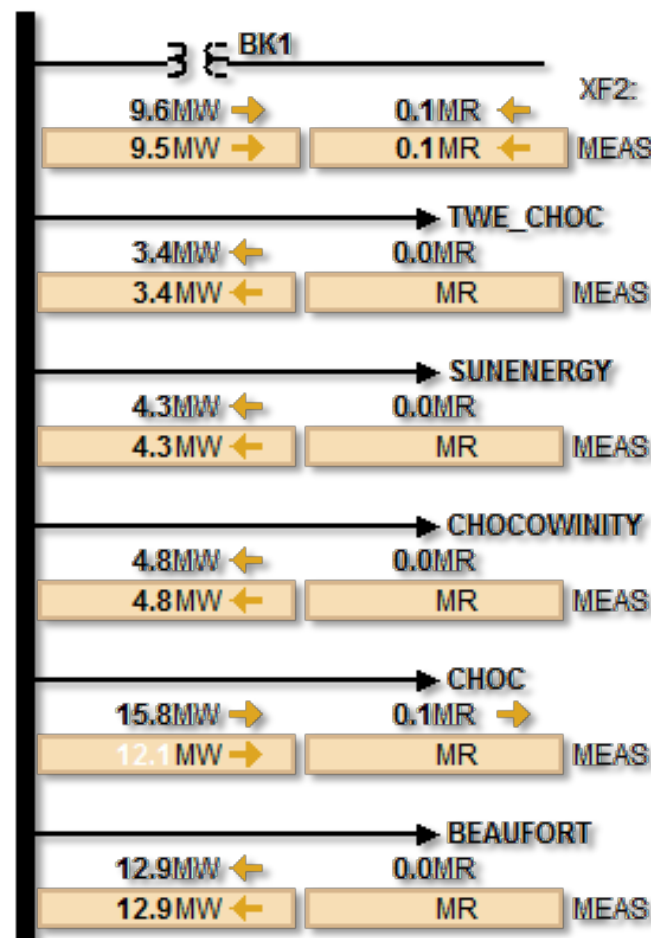 BK1
XF2:
9.6MW 0.1MR
9.5MW 0.1MR MEAS
TWE_CHOC
3.4MW 0.0MR
3.4MW MR MEAS
SUNENERGY
4.3MW 0.0MR
4.3MW MR MEAS
CHOCOWINITY
4.8MW 0.0MR
4.8MW MR MEAS
CHOC
15.8MW 0.1MR
12.1MW MR MEAS
BEAUFORT
12.9MW 0.0MR
12.9MW MR MEAS